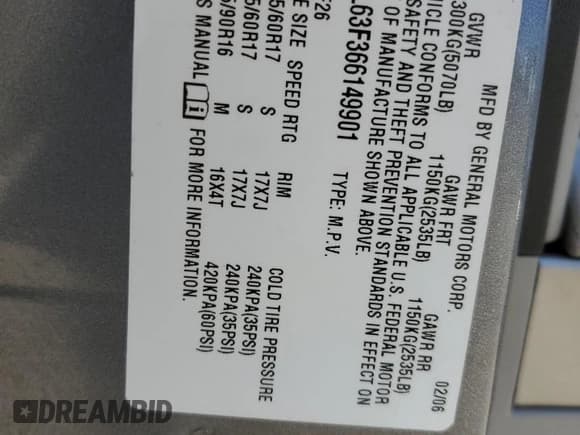 MFD BY GENERAL MOTORS CORP. 02/06
GVWR GAWR FRT GAWR RR
300KG(5070LB) 1150KG(2535LB) 1150KG(2535LB)
ICLE CONFORMS TO ALL APPLICABLE U.S. FEDERAL MOTOR
SAFETY AND THEFT PREVENTION STANDARDS IN EFFECT ON
OF MANUFACTURE SHOWN ABOVE.
L63F366149901 TYPE: M.P.V.
26
E SIZE SPEED RTG RIM COLD TIRE PRESSURE
5/60R17 S 17X7J 240KPA(35PSI)
5/60R17 S 17X7J 240KPA(35PSI)
5/90R16 M 16X4T 420KPA(60PSI)
S MANUAL FOR MORE INFORMATION.
DREAMBID